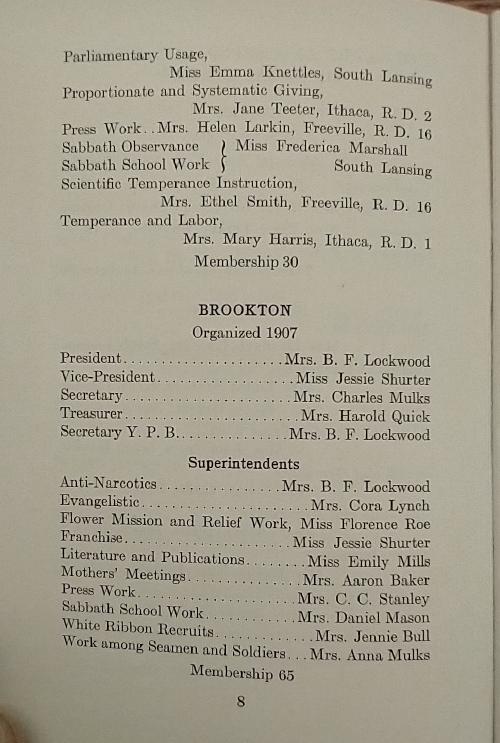 Parliamentary Usage,
Miss Emma Knettles, South Lansing
Proportionate and Systematic Giving,
Mrs. Jane Teeter, Ithaca, R. D. 2
Press Work..Mrs. Helen Larkin, Freeville, R. D. 16
Sabbath Observance } Miss Frederica Marshall
Sabbath School Work } South Lansing
Scientific Temperance Instruction,
Mrs. Ethel Smith, Freeville, R. D. 16
Temperance and Labor,
Mrs. Mary Harris, Ithaca, R. D. 1
Membership 30
BROOKTON
Organized 1907
President.....................Mrs. B. F. Lockwood
Vice-President..................Miss Jessie Shurter
Secretary......................Mrs. Charles Mulks
Treasurer.......................Mrs. Harold Quick
Secretary Y. P. B..............Mrs. B. F. Lockwood
Superintendents
Anti-Narcotics................Mrs. B. F. Lockwood
Evangelistic......................Mrs. Cora Lynch
Flower Mission and Relief Work, Miss Florence Roe
Franchise......................Miss Jessie Shurter
Literature and Publications........Miss Emily Mills
Mothers' Meetings...............Mrs. Aaron Baker
Press Work.....................Mrs. C. C. Stanley
Sabbath School Work............Mrs. Daniel Mason
White Ribbon Recruits.............Mrs. Jennie Bull
Work among Seamen and Soldiers...Mrs. Anna Mulks
Membership 65
8